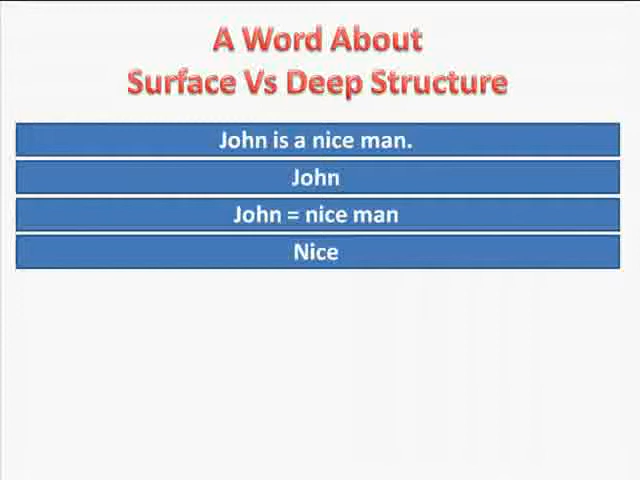 A Word About
Surface Vs Deep Structure
John is a nice man.
John
John = nice man
Nice